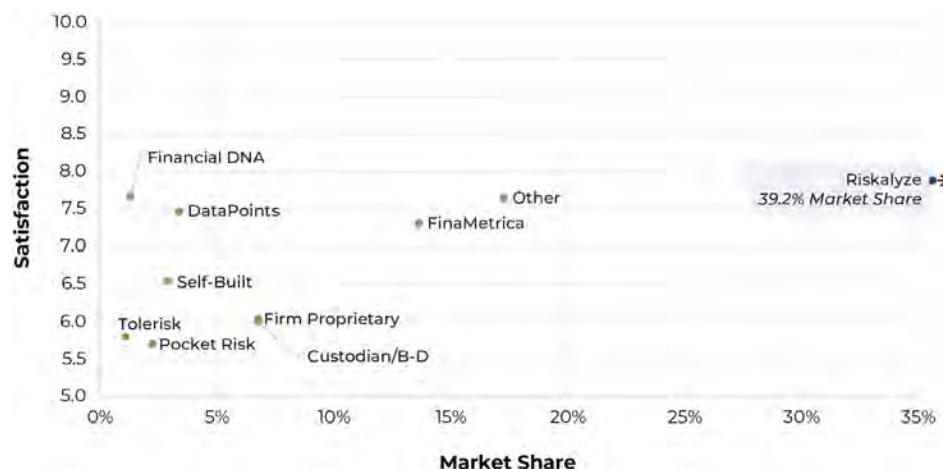 10.0
9.5
9.0
8.5
8.0
7.5
7.0
6.5
6.0
5.5
5.0
Satisfaction
Financial DNA
DataPoints
Other
FinaMetrica
Riskalyze
39.2% Market Share
Self-Built
Tolerisk
Pocket Risk
Firm Proprietary
Custodian/B-D
0% 5% 10% 15% 20% 25% 30% 35%
Market Share